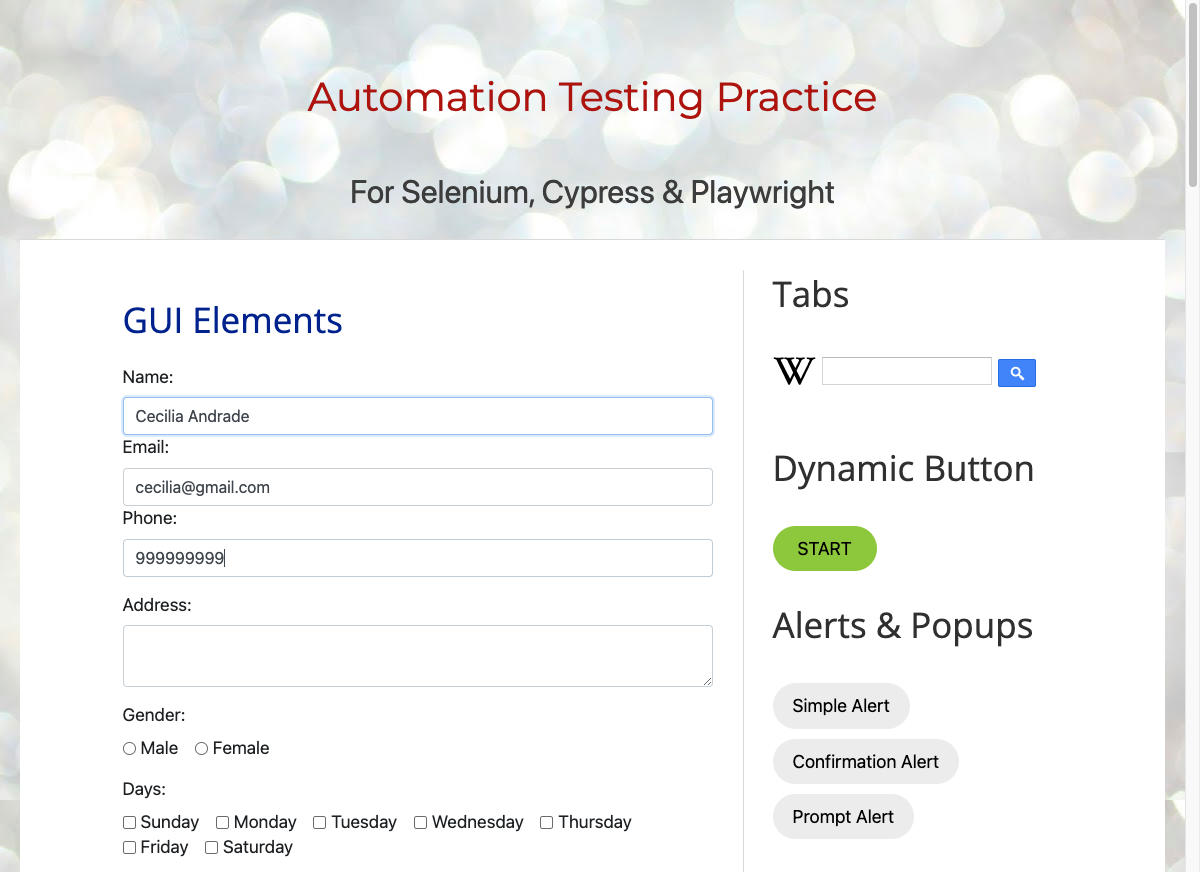 Automation Testing Practice
For Selenium, Cypress & Playwright
GUI Elements
Name:
Cecilia Andrade
Email:
cecilia@gmail.com
Phone:
999999999
Address:
Gender:
Male Female
Days:
Sunday Monday Tuesday Wednesday Thursday
Friday Saturday
Tabs
W
Dynamic Button
START
Alerts & Popups
Simple Alert
Confirmation Alert
Prompt Alert